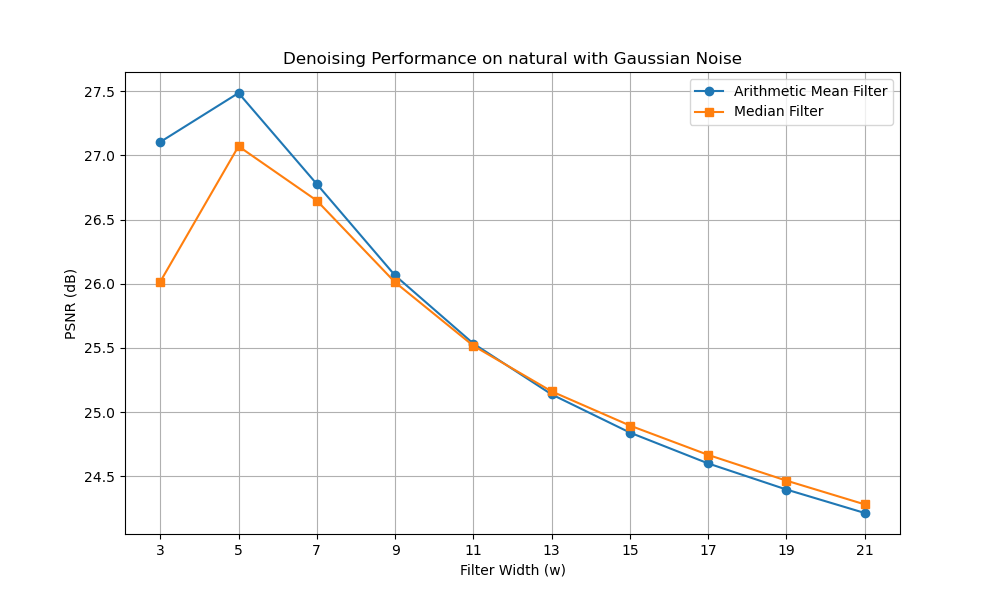 Denoising Performance on natural with Gaussian Noise
Arithmetic Mean Filter
Median Filter
PSNR (dB)
27.5
27.0
26.5
26.0
25.5
25.0
24.5
3 5 7 9 11 13 15 17 19 21
Filter Width (w)